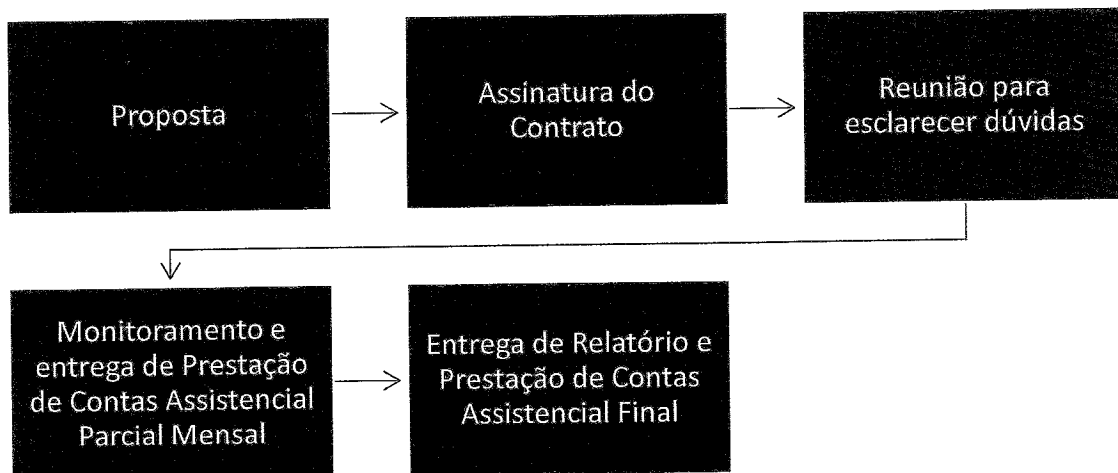 Proposta
Assinatura do
Contrato
Reunião para
esclarecer dúvidas
Monitoramento e
entrega de Prestação
de Contas Assistencial
Parcial Mensal
Entrega de Relatório e
Prestação de Contas
Assistencial Final